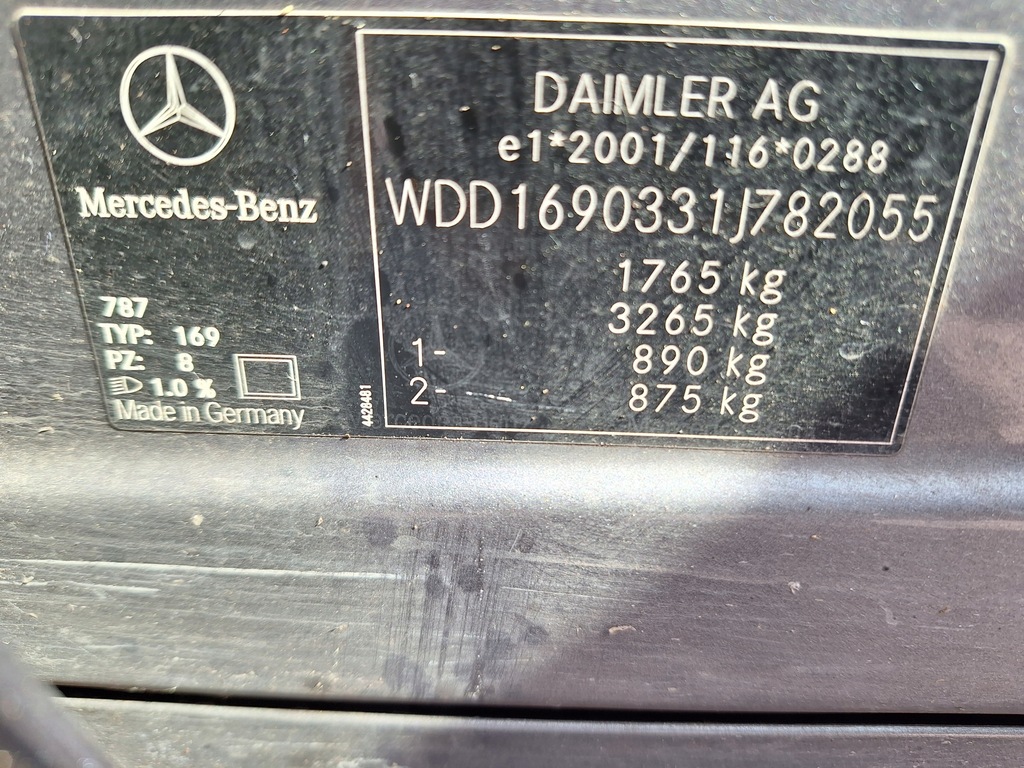 Mercedes-Benz
787
TYP: 169
PZ: 8
1.0 %
Made in Germany
4428481
DAIMLER AG
e1*2001/116*0288
WDD1690331J782055
1765 kg
3265 kg
1- 890 kg
2- 875 kg